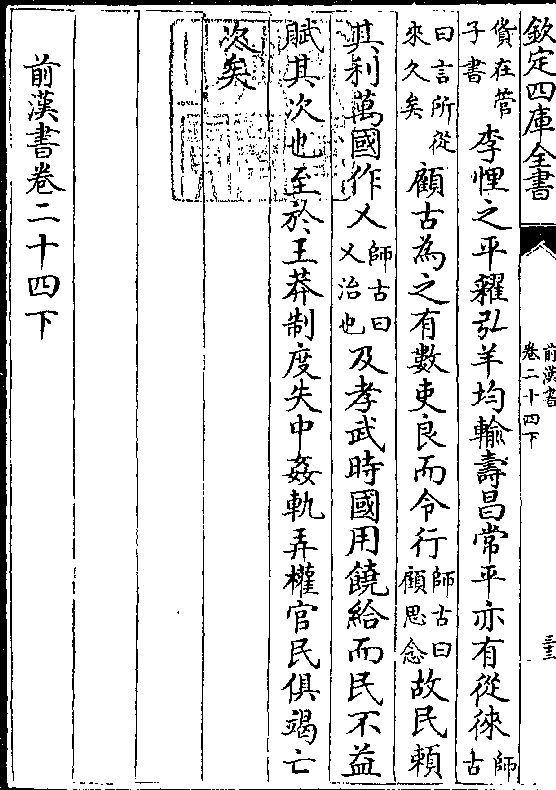 欽定四庫全書
前漢書
卷二十四下
貨在管子書李悝之平糴弘羊均輸壽昌常平亦有從徠師古
曰言所從來久矣顧古為之有數吏良而令行師古曰顧思念故民賴
其利萬國作乂師古曰乂治也及孝武時國用饒給而民不益
賦其次也至於王莽制度失中姦軌弄權官民俱竭亡
次矣
前漢書卷二十四下